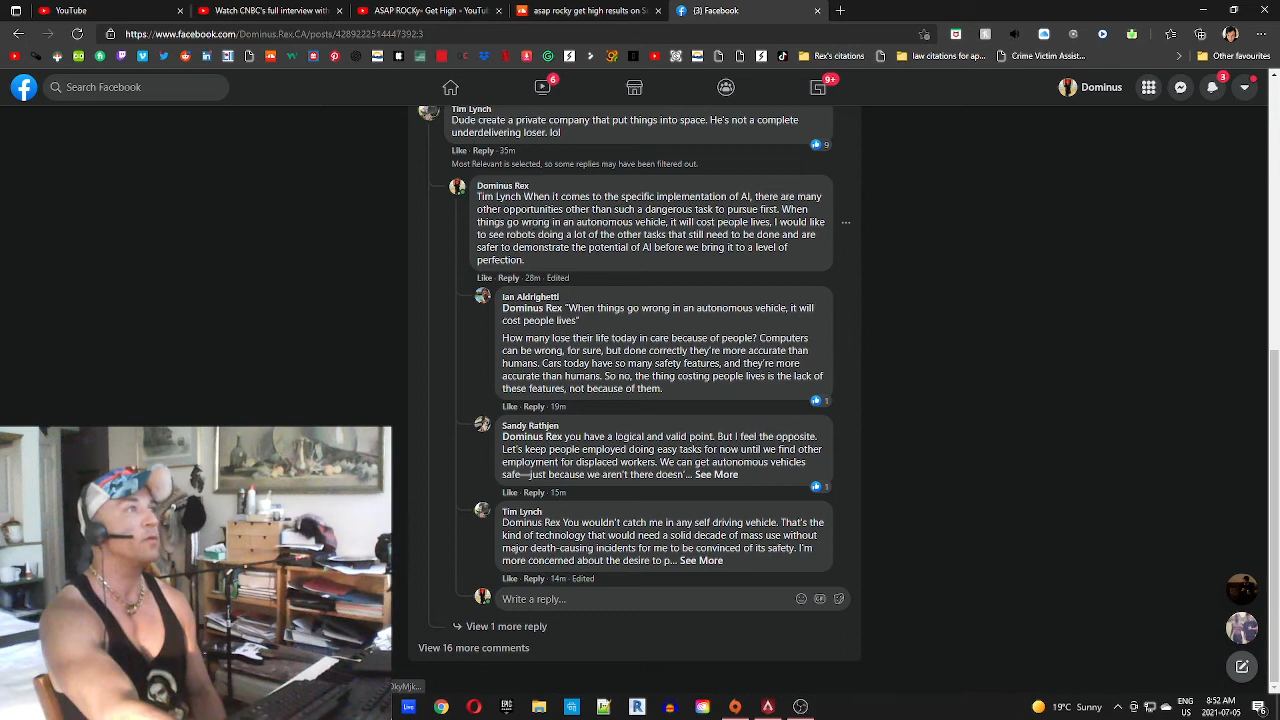 YouTube
Watch CNBC's full interview with
ASAP ROCKY• Get High • YouTu
asap rocky get high results on So
(3) Facebook
https://www.facebook.com/Dominus.Rex.CA/posts/4289222514447392:3
Rex's citations
law citations for ap...
Crime Victim Assist...
Other favourites
Search Facebook
6
9+
Dominus
3
Tim Lynch
Dude create a private company that put things into space. He's not a complete
underdelivering loser. lol
9
Like · Reply · 35m
Most Relevant is selected, so some replies may have been filtered out.
Dominus Rex
Tim Lynch When it comes to the specific implementation of AI, there are many
other opportunities other than such a dangerous task to pursue first. When
things go wrong in an autonomous vehicle, it will cost people lives, I would like
to see robots doing a lot of the other tasks that still need to be done and are
safer to demonstrate the potential of AI before we bring it to a level of
perfection.
Like · Reply · 28m · Edited
Ian Aldrighetti
Dominus Rex "When things go wrong in an autonomous vehicle, it will
cost people lives"
How many lose their life today in care because of people? Computers
can be wrong, for sure, but done correctly they're more accurate than
humans. Cars today have so many safety features, and they're more
accurate than humans. So no, the thing costing people lives is the lack of
these features, not because of them.
1
Like · Reply · 19m
Sandy Rathjen
Dominus Rex you have a logical and valid point. But I feel the opposite.
Let's keep people employed doing easy tasks for now until we find other
employment for displaced workers. We can get autonomous vehicles
safe—just because we aren't there doesn'... See More
1
Like · Reply · 15m
Tim Lynch
Dominus Rex You wouldn't catch me in any self driving vehicle. That's the
kind of technology that would need a solid decade of mass use without
major death-causing incidents for me to be convinced of its safety. I'm
more concerned about the desire to p... See More
Like · Reply · 14m · Edited
Write a reply...
View 1 more reply
View 16 more comments
Live
19°C Sunny
ENG
US
8:52 AM
2021-07-05